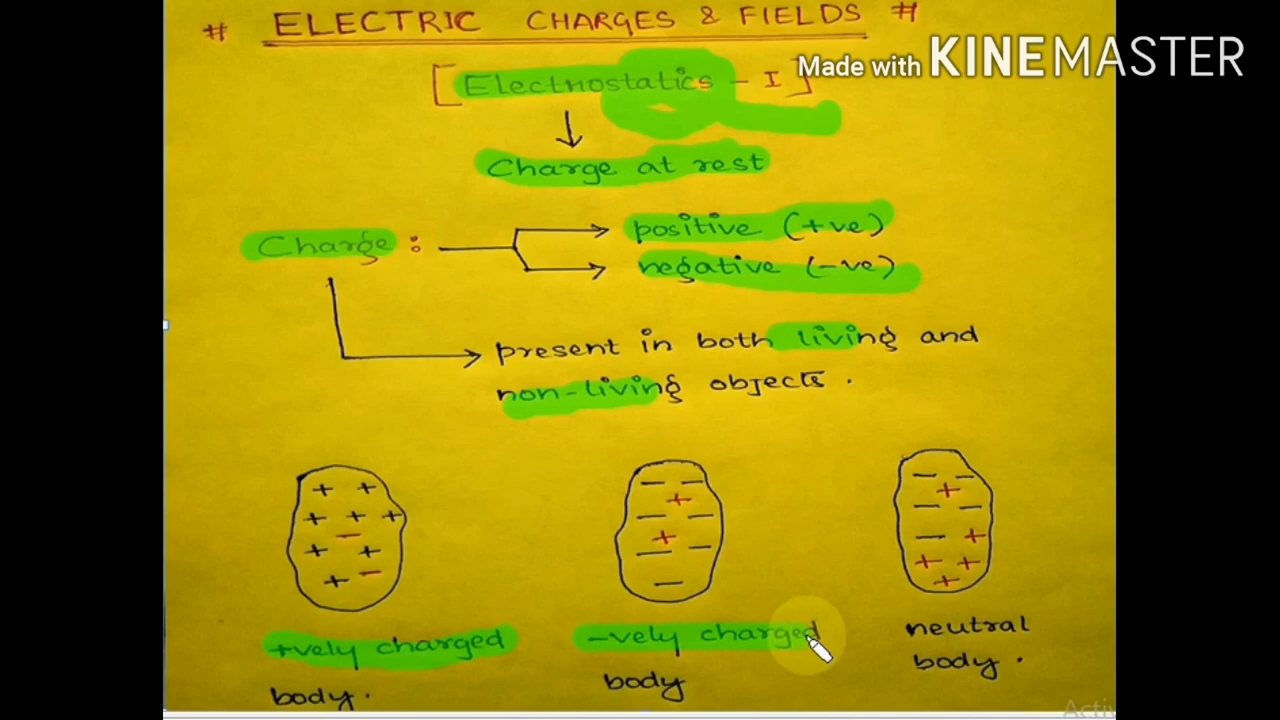 # ELECTRIC CHARGES & FIELDS #
Made with KINEMASTER
[Electrostatics - I]
Charge at rest
Charge :
positive (+ve)
negative (-ve)
present in both living and
non-living objects .
+ + + + + - + + + -
- - + - - + - - -
- - + - - - + + + +
+vely charged
body.
-vely charged
body
neutral
body .